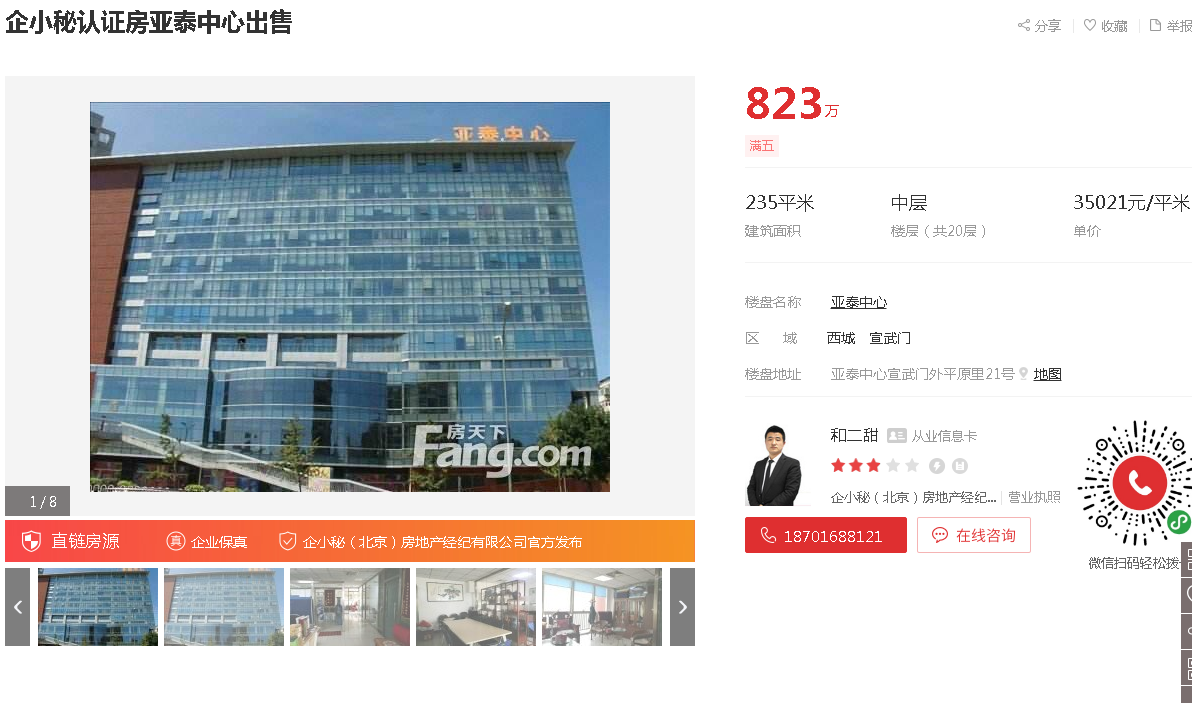 企小秘认证房亚泰中心出售
分享
收藏
举报
亚泰中心
房天下
Fang.com
1/8
直链房源
企业保真
企小秘（北京）房地产经纪有限公司官方发布
823万
满五
235平米
建筑面积
中层
楼层（共20层）
35021元/平米
单价
楼盘名称 亚泰中心
区 域 西城 宣武门
楼盘地址 亚泰中心宣武门外平原里21号 地图
和二甜 从业信息卡
企小秘（北京）房地产经纪... 营业执照
18701688121
在线咨询
微信扫码轻松拨